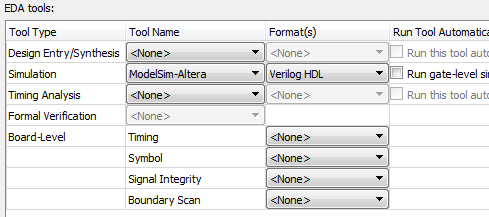 EDA tools:
Tool Type Tool Name Format(s) Run Tool Automatica
Design Entry/Synthesis <None> <None> Run this tool autom
Simulation ModelSim-Altera Verilog HDL Run gate-level sim
Timing Analysis <None> <None> Run this tool autom
Formal Verification <None>
Board-Level Timing <None>
Symbol <None>
Signal Integrity <None>
Boundary Scan <None>